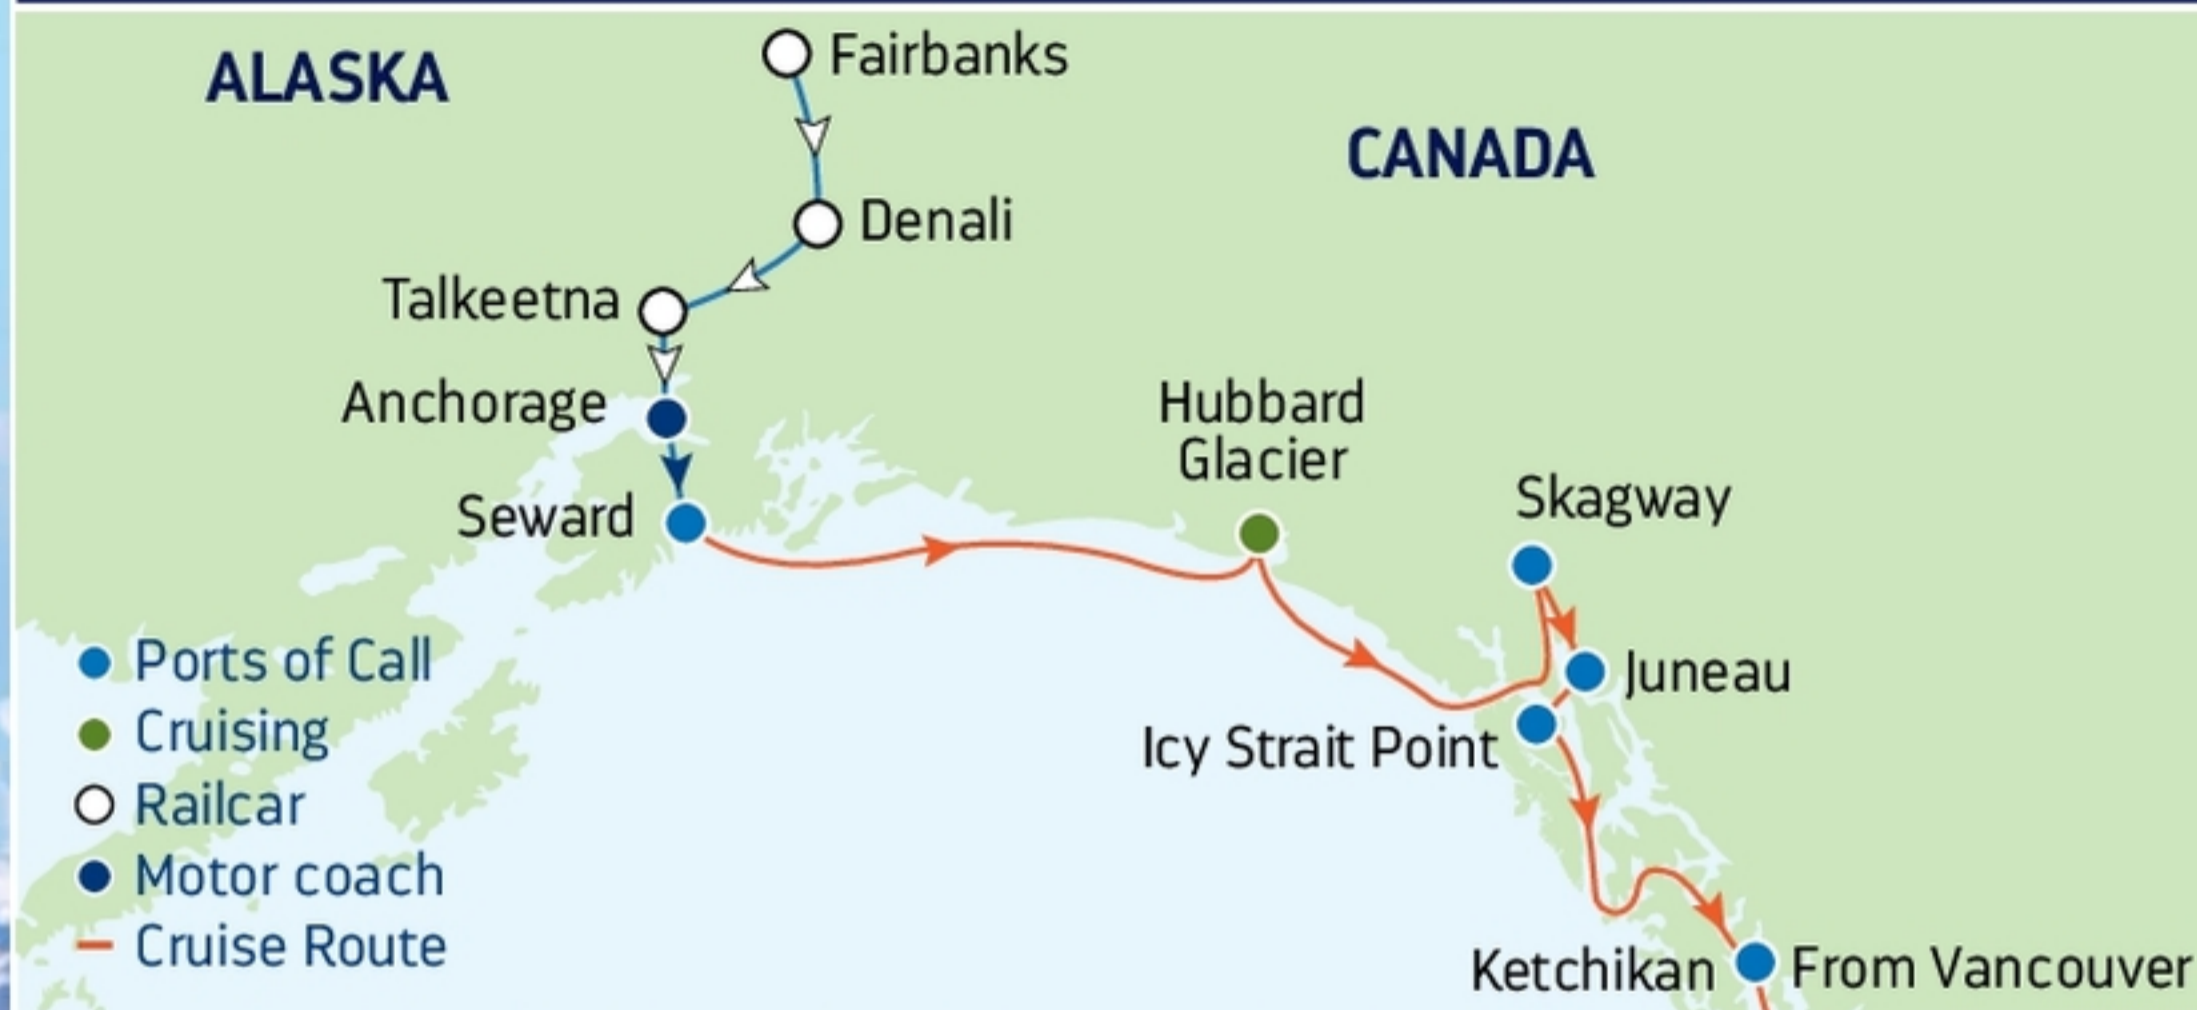 ALASKA
Fairbanks
CANADA
Denali
Talkeetna
Anchorage
Hubbard
Glacier
Skagway
Seward
Juneau
Icy Strait Point
Ketchikan
From Vancouver
Ports of Call
Cruising
Railcar
Motor coach
Cruise Route